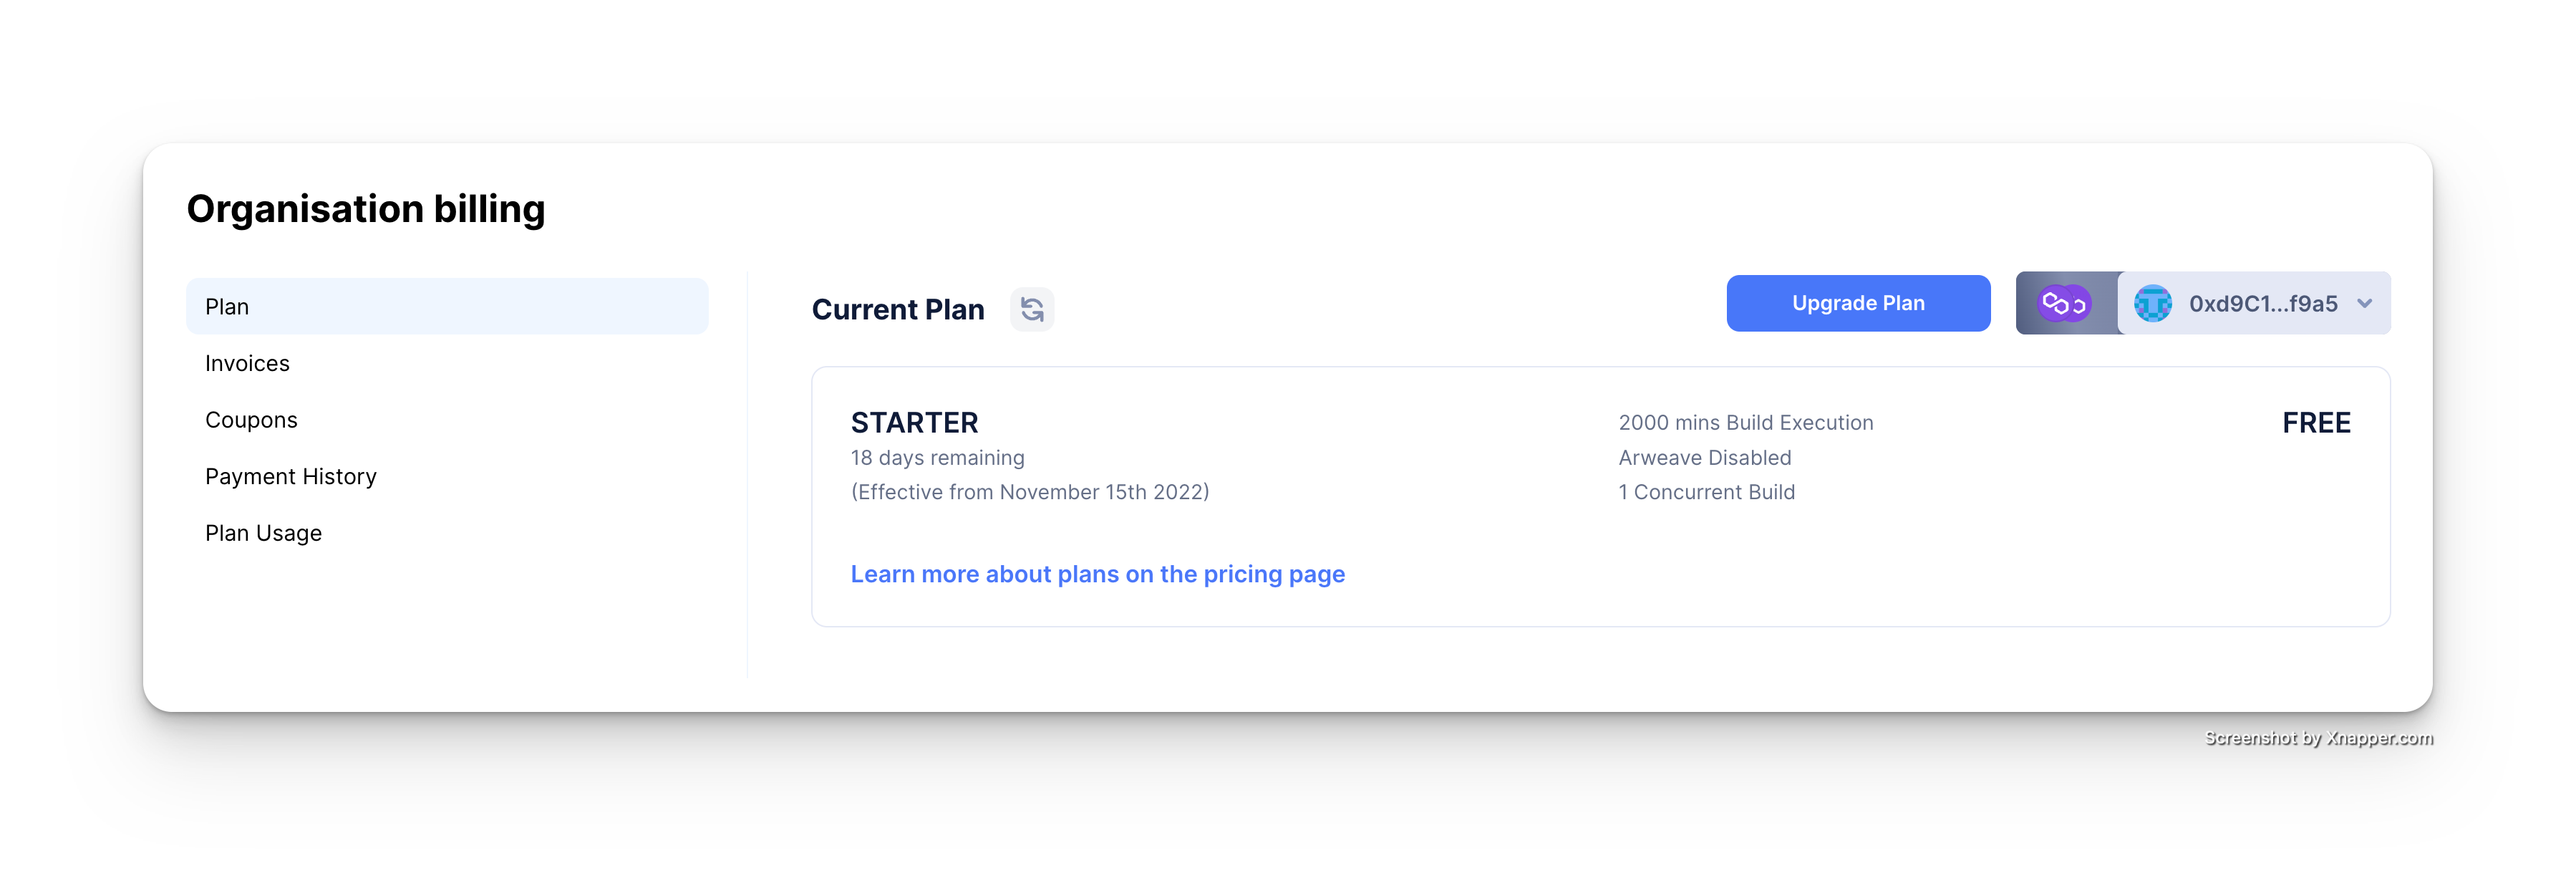 Organisation billing
Plan
Invoices
Coupons
Payment History
Plan Usage
Current Plan
Upgrade Plan
0xd9C1...f9a5
STARTER
18 days remaining
(Effective from November 15th 2022)
2000 mins Build Execution
Arweave Disabled
1 Concurrent Build
FREE
Learn more about plans on the pricing page
Screenshot by Xnapper.com